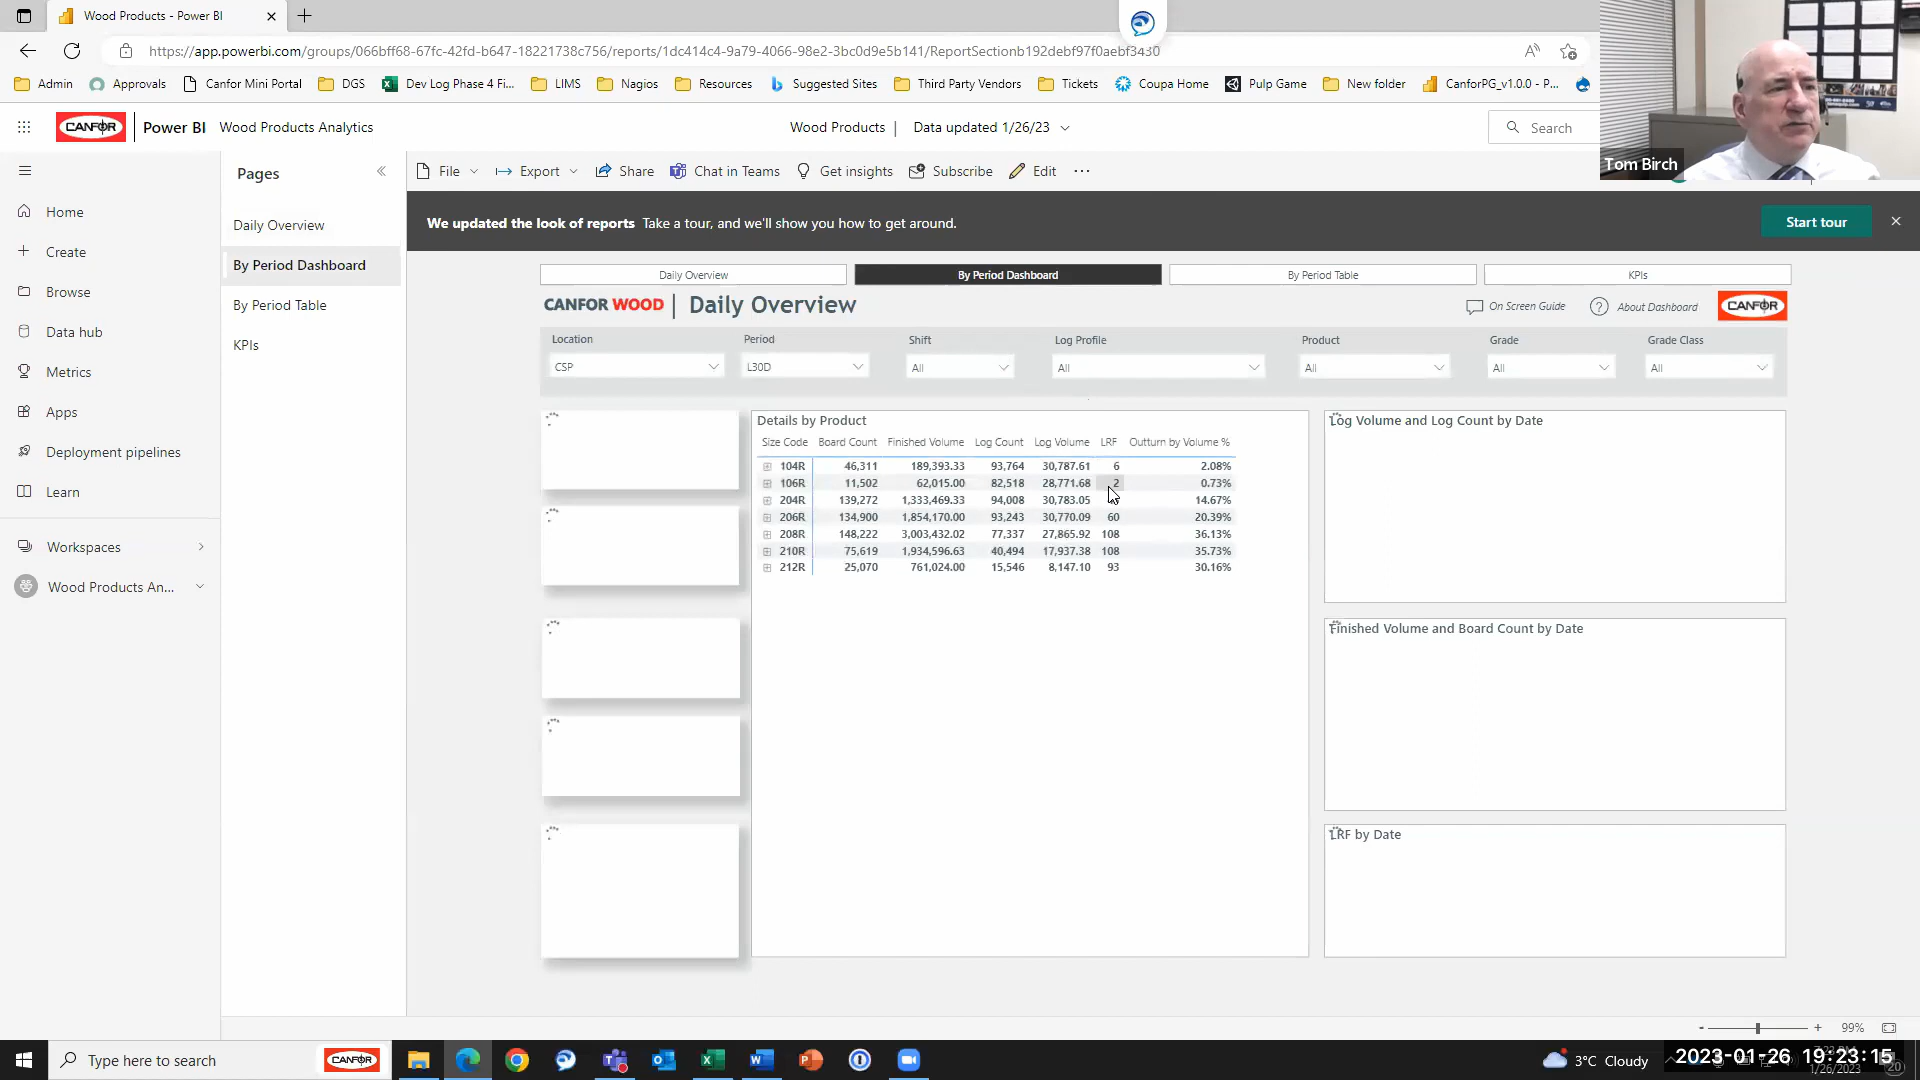 Wood Products - Power BI
https://app.powerbi.com/groups/066bff68-67fc-42fd-b647-18221738c756/reports/1dc414c4-9a79-4066-98e2-3bc0d9e5b141/ReportSectionb192debf97f0aebf3430
Admin
Approvals
Canfor Mini Portal
DGS
Dev Log Phase 4 Fi...
LIMS
Nagios
Resources
Suggested Sites
Third Party Vendors
Tickets
Coupa Home
Pulp Game
New folder
CanforPG_v1.0.0 - P...
CANFOR
Power BI
Wood Products Analytics
Wood Products | Data updated 1/26/23
Search
Tom Birch
Home
Create
Browse
Data hub
Metrics
Apps
Deployment pipelines
Learn
Workspaces
Wood Products An...
Pages
Daily Overview
By Period Dashboard
By Period Table
KPIs
File
Export
Share
Chat in Teams
Get insights
Subscribe
Edit
We updated the look of reports Take a tour, and we'll show you how to get around.
Start tour
Daily Overview
By Period Dashboard
By Period Table
KPIs
CANFOR WOOD | Daily Overview
On Screen Guide
About Dashboard
CANFOR
Location Period Shift Log Profile Product Grade Grade Class
CSP L30D All All All All All
Details by Product
Size Code Board Count Finished Volume Log Count Log Volume LRF Outturn by Volume %
104R 46,311 189,393.33 93,764 30,787.61 6 2.08%
106R 11,502 62,015.00 82,518 28,771.68 2 0.73%
204R 139,272 1,333,469.33 94,008 30,783.05 14.67%
206R 134,900 1,854,170.00 93,243 30,770.09 60 20.39%
208R 148,222 3,003,432.02 77,337 27,865.92 108 36.13%
210R 75,619 1,934,596.63 40,494 17,937.38 108 35.73%
212R 25,070 761,024.00 15,546 8,147.10 93 30.16%
Log Volume and Log Count by Date
Finished Volume and Board Count by Date
LRF by Date
99%
Type here to search
CANFOR
3°C Cloudy
2023-01-26 19:23:15
1/26/2023
20